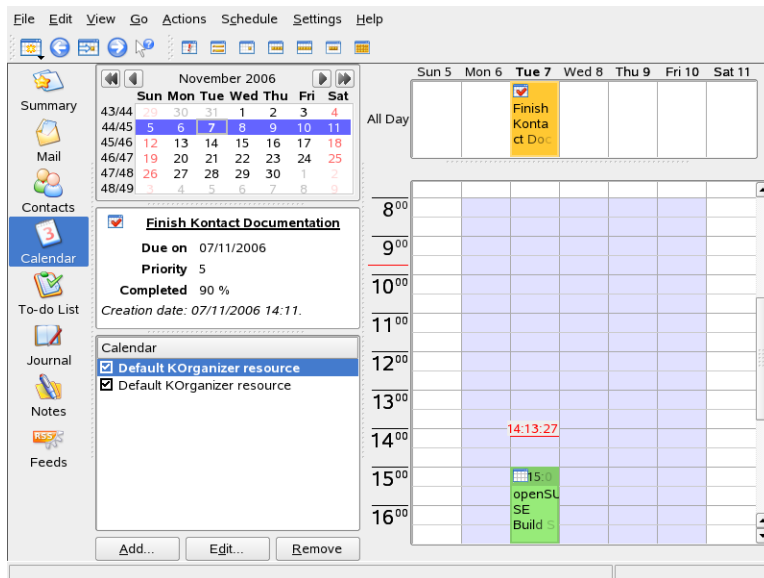 File Edit View Go Actions Schedule Settings Help
Summary
Mail
Contacts
3
Calendar
To-do List
Journal
Notes
RSS
Feeds
November 2006
Sun Mon Tue Wed Thu Fri Sat
43/44 29 30 31 1 2 3 4
44/45 5 6 7 8 9 10 11
45/46 12 13 14 15 16 17 18
46/47 19 20 21 22 23 24 25
47/48 26 27 28 29 30 1 2
48/49 3 4 5 6 7 8 9
Finish Kontact Documentation
Due on 07/11/2006
Priority 5
Completed 90 %
Creation date: 07/11/2006 14:11.
Calendar
Default KOrganizer resource
Default KOrganizer resource
Add... Edit... Remove
Sun 5 Mon 6 Tue 7 Wed 8 Thu 9 Fri 10 Sat 11
All Day
Finish
Konta
ct Doc
8 00
9 00
10 00
11 00
12 00
13 00
14:13:27
14 00
15 00
15:0
openSU
SE
16 00
Build S